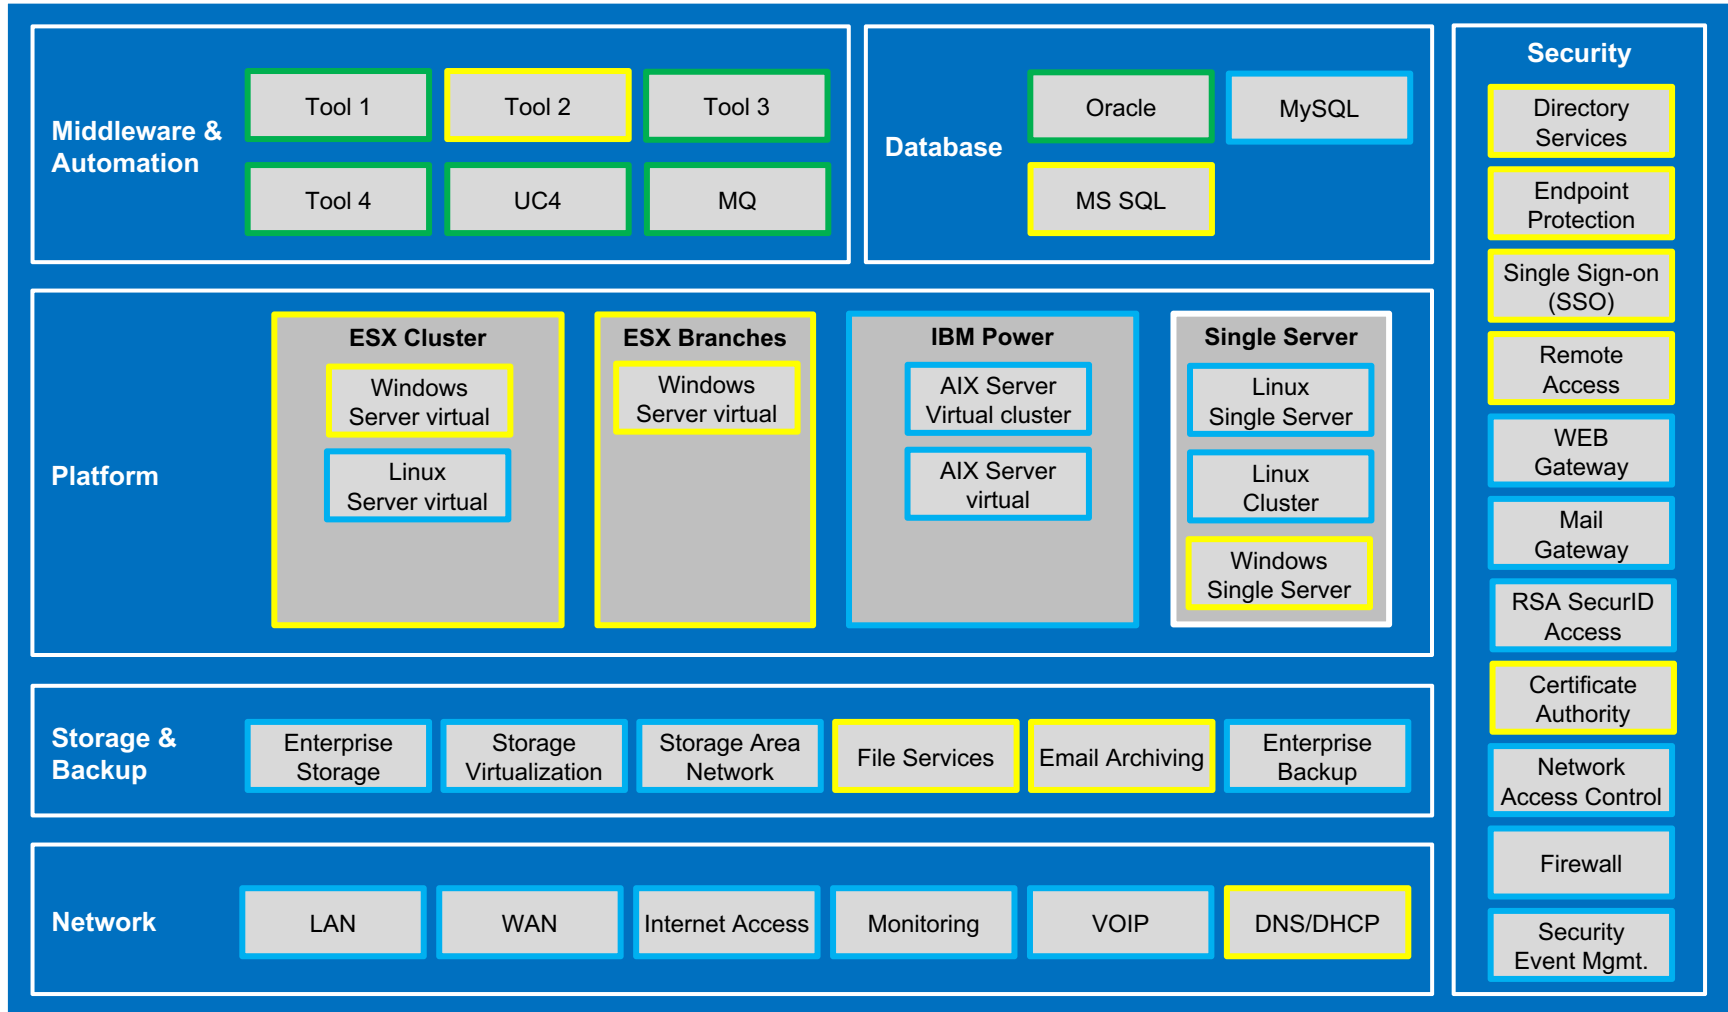 Middleware &
Automation
Tool 1
Tool 2
Tool 3
Tool 4
UC4
MQ
Database
Oracle
MySQL
MS SQL
Platform
ESX Cluster
Windows
Server virtual
Linux
Server virtual
ESX Branches
Windows
Server virtual
IBM Power
AIX Server
Virtual cluster
AIX Server
virtual
Single Server
Linux
Single Server
Linux
Cluster
Windows
Single Server
Storage &
Backup
Enterprise
Storage
Storage
Virtualization
Storage Area
Network
File Services
Email Archiving
Enterprise
Backup
Network
LAN
WAN
Internet Access
Monitoring
VOIP
DNS/DHCP
Security
Directory
Services
Endpoint
Protection
Single Sign-on
(SSO)
Remote
Access
WEB
Gateway
Mail
Gateway
RSA SecurID
Access
Certificate
Authority
Network
Access Control
Firewall
Security
Event Mgmt.